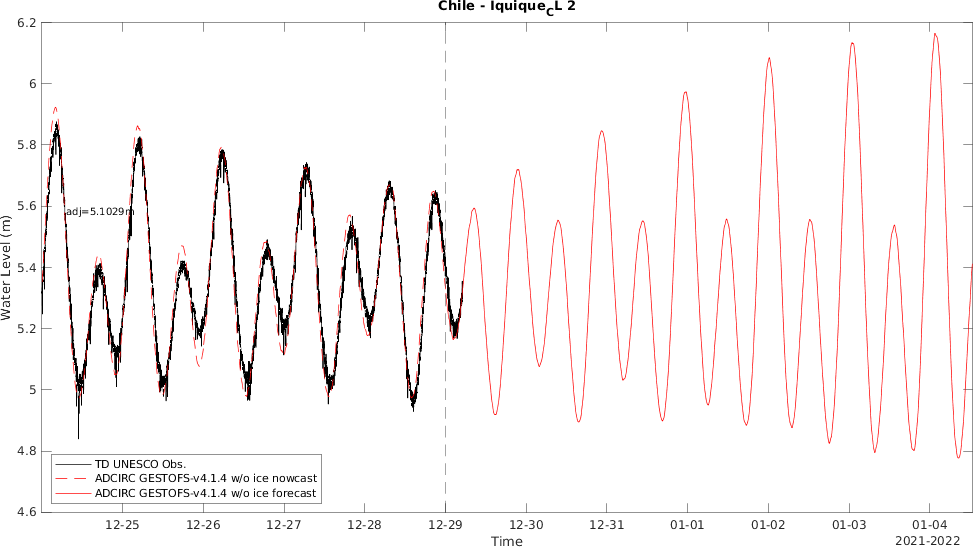 Chile - Iquique_CL 2
6.2
6
5.8
5.6
5.4
5.2
5
4.8
4.6
Water Level (m)
adj=5.1029m
TD UNESCO Obs.
ADCIRC GESTOFS-v4.1.4 w/o ice nowcast
ADCIRC GESTOFS-v4.1.4 w/o ice forecast
12-25 12-26 12-27 12-28 12-29 12-30 12-31 01-01 01-02 01-03 01-04
Time
2021-2022